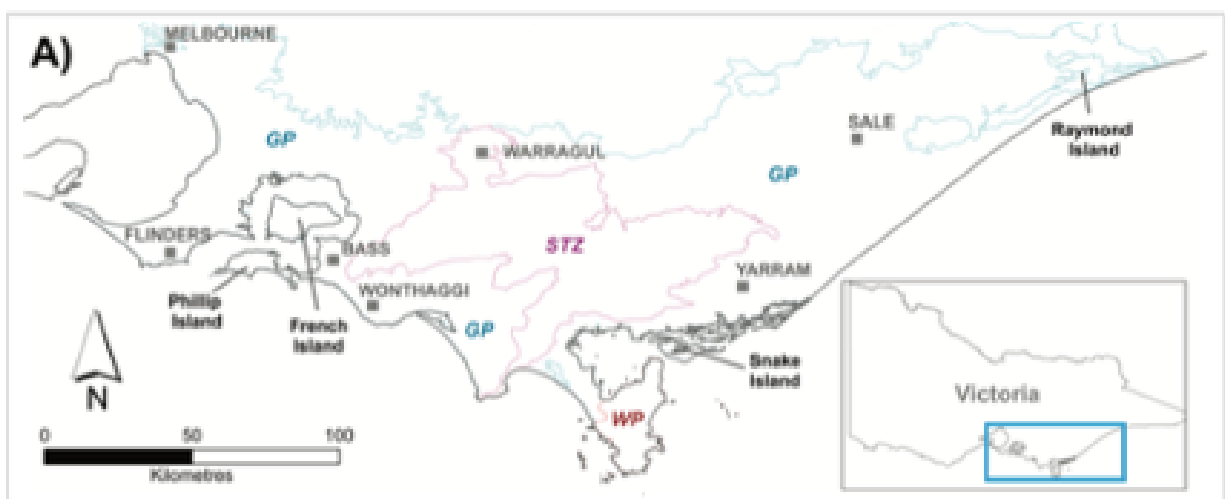 A)
MELBOURNE
GP
WARRAGUL
SALE
GP
Raymond
Island
FLINDERS
BASS
STZ
YARRAM
WONTHAGGI
Phillip
Island
French
Island
GP
Snake
Island
WP
Victoria
N
0 50 100
Kilometres